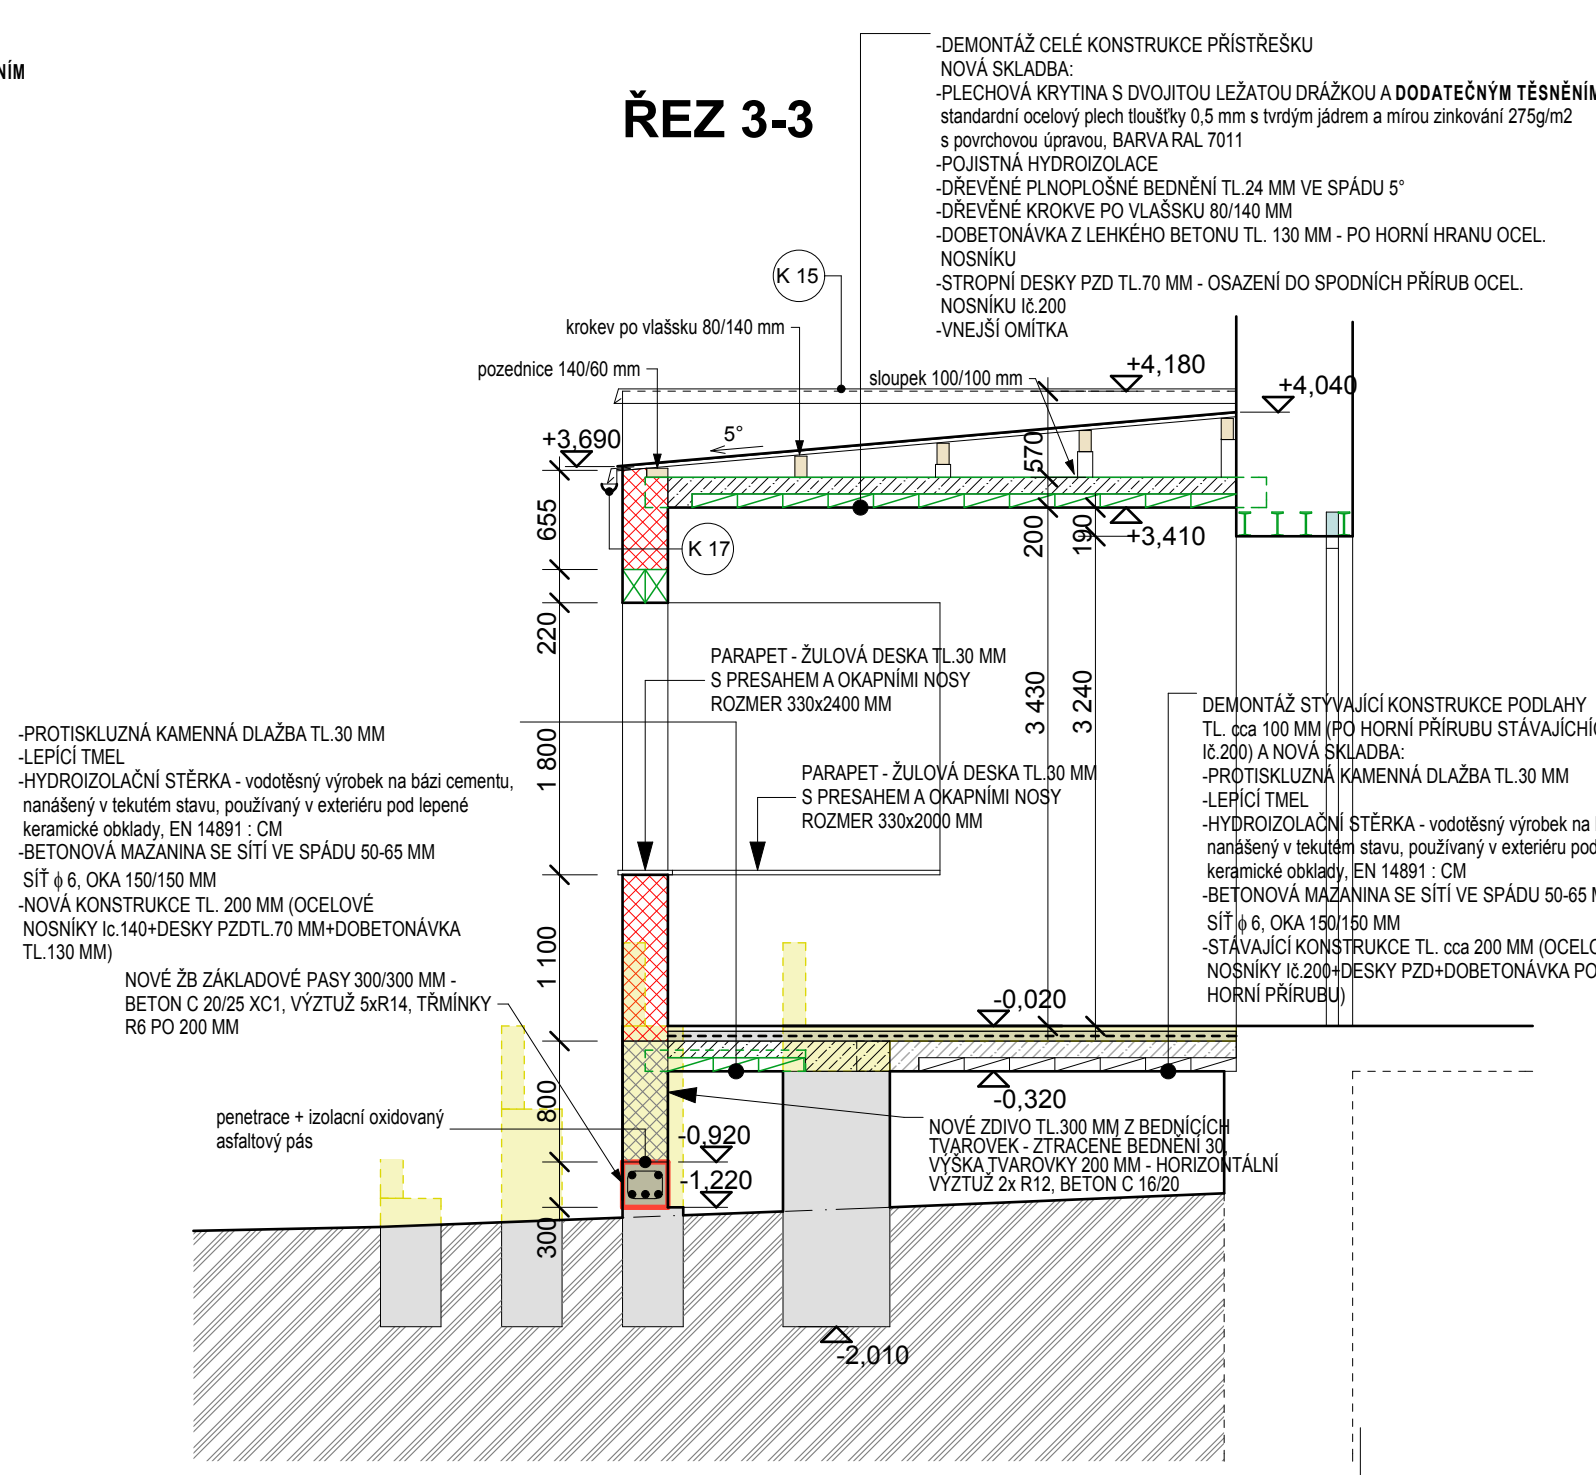 NÍM
ŘEZ 3-3
-DEMONTÁŽ CELÉ KONSTRUKCE PŘÍSTŘEŠKU
NOVÁ SKLADBA:
-PLECHOVÁ KRYTINA S DVOJITOU LEŽATOU DRÁŽKOU A DODATEČNÝM TĚSNĚNÍM
standardní ocelový plech tloušťky 0,5 mm s tvrdým jádrem a mírou zinkování 275g/m2
s povrchovou úpravou, BARVA RAL 7011
-POJISTNÁ HYDROIZOLACE
-DŘEVĚNÉ PLNOPLOŠNÉ BEDNĚNÍ TL.24 MM VE SPÁDU 5°
-DŘEVĚNÉ KROKVE PO VLAŠSKU 80/140 MM
-DOBETONÁVKA Z LEHKÉHO BETONU TL. 130 MM - PO HORNÍ HRANU OCEL.
NOSNÍKU
-STROPNÍ DESKY PZD TL.70 MM - OSAZENÍ DO SPODNÍCH PŘÍRUB OCEL.
NOSNÍKU Ič.200
-VNEJŠÍ OMÍTKA
K 15
krokev po vlašsku 80/140 mm
pozednice 140/60 mm
sloupek 100/100 mm
+4,180
+4,040
+3,690
5°
570
655
K 17
200
190
+3,410
220
PARAPET - ŽULOVÁ DESKA TL.30 MM
S PRESAHEM A OKAPNÍMI NOSY
ROZMER 330x2400 MM
3 430
3 240
1 800
PARAPET - ŽULOVÁ DESKA TL.30 MM
S PRESAHEM A OKAPNÍMI NOSY
ROZMER 330x2000 MM
-PROTISKLUZNÁ KAMENNÁ DLAŽBA TL.30 MM
-LEPÍCÍ TMEL
-HYDROIZOLAČNÍ STĚRKA - vodotěsný výrobek na bázi cementu,
nanášený v tekutém stavu, používaný v exteriéru pod lepené
keramické obklady, EN 14891 : CM
-BETONOVÁ MAZANINA SE SÍTÍ VE SPÁDU 50-65 MM
SÍŤ ϕ 6, OKA 150/150 MM
-NOVÁ KONSTRUKCE TL. 200 MM (OCELOVÉ
NOSNÍKY Ic.140+DESKY PZDTL.70 MM+DOBETONÁVKA
TL.130 MM)
DEMONTÁŽ STÝVAJÍCÍ KONSTRUKCE PODLAHY
TL. cca 100 MM (PO HORNÍ PŘÍRUBU STÁVAJÍCHÍC
Ič.200) A NOVÁ SKLADBA:
-PROTISKLUZNÁ KAMENNÁ DLAŽBA TL.30 MM
-LEPÍCÍ TMEL
-HYDROIZOLAČNÍ STĚRKA - vodotěsný výrobek na
nanášený v tekutém stavu, používaný v exteriéru pod
keramické obklady, EN 14891 : CM
-BETONOVÁ MAZANINA SE SÍTÍ VE SPÁDU 50-65 M
SÍŤ ϕ 6, OKA 150/150 MM
-STÁVAJÍCÍ KONSTRUKCE TL. cca 200 MM (OCELO
NOSNÍKY Ič.200+DESKY PZD+DOBETONÁVKA PO
HORNÍ PŘÍRUBU)
1 100
NOVÉ ŽB ZÁKLADOVÉ PASY 300/300 MM -
BETON C 20/25 XC1, VÝZTUŽ 5xR14, TŘMÍNKY
R6 PO 200 MM
-0,020
800
-0,320
penetrace + izolacní oxidovaný
asfaltový pás
-0,920
NOVÉ ZDIVO TL.300 MM Z BEDNÍCÍCH
TVAROVEK - ZTRACENÉ BEDNĚNÍ 30,
VÝŠKA TVAROVKY 200 MM - HORIZONTÁLNÍ
VÝZTUŽ 2x R12, BETON C 16/20
-1,220
300
-2,010